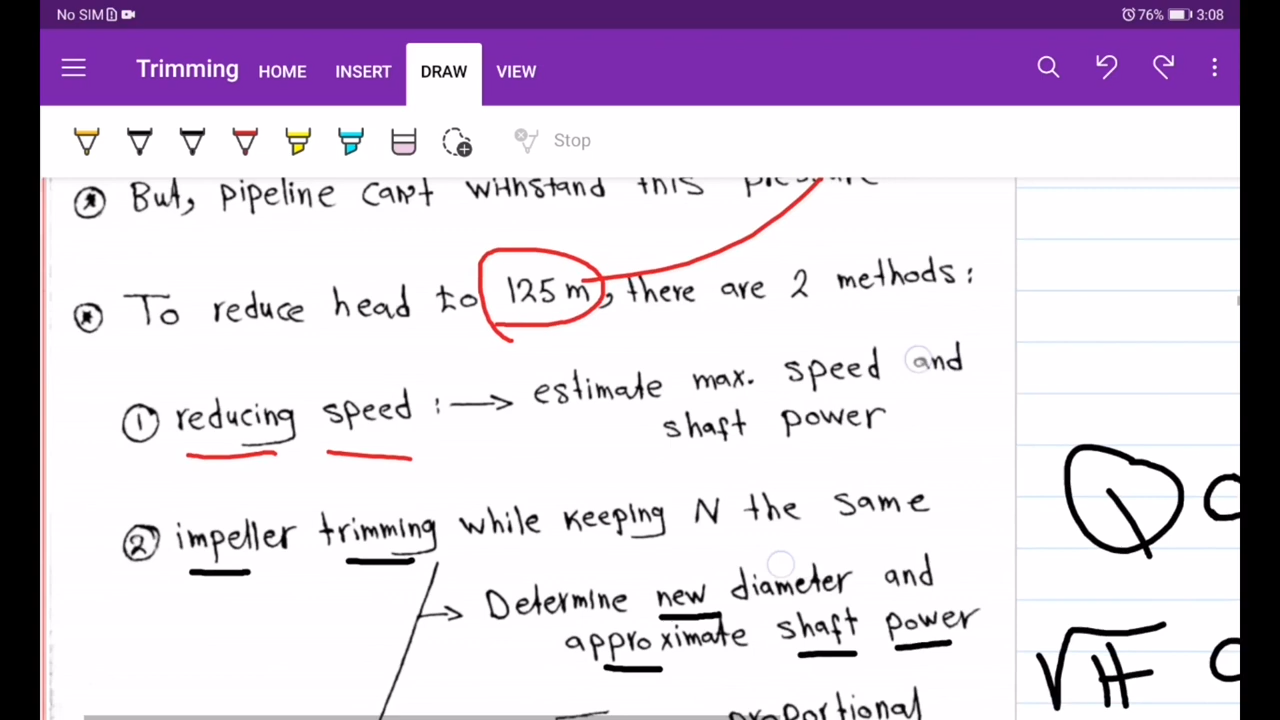 No SIM 76% 3:08
Trimming HOME INSERT DRAW VIEW
Stop
But, pipeline can't withstand this pressure
To reduce head to 125 m, there are 2 methods:
① reducing speed : → estimate max. speed and
shaft power
② impeller trimming while keeping N the same
→ Determine new diameter and
approximate shaft power
proportional
Q
√H